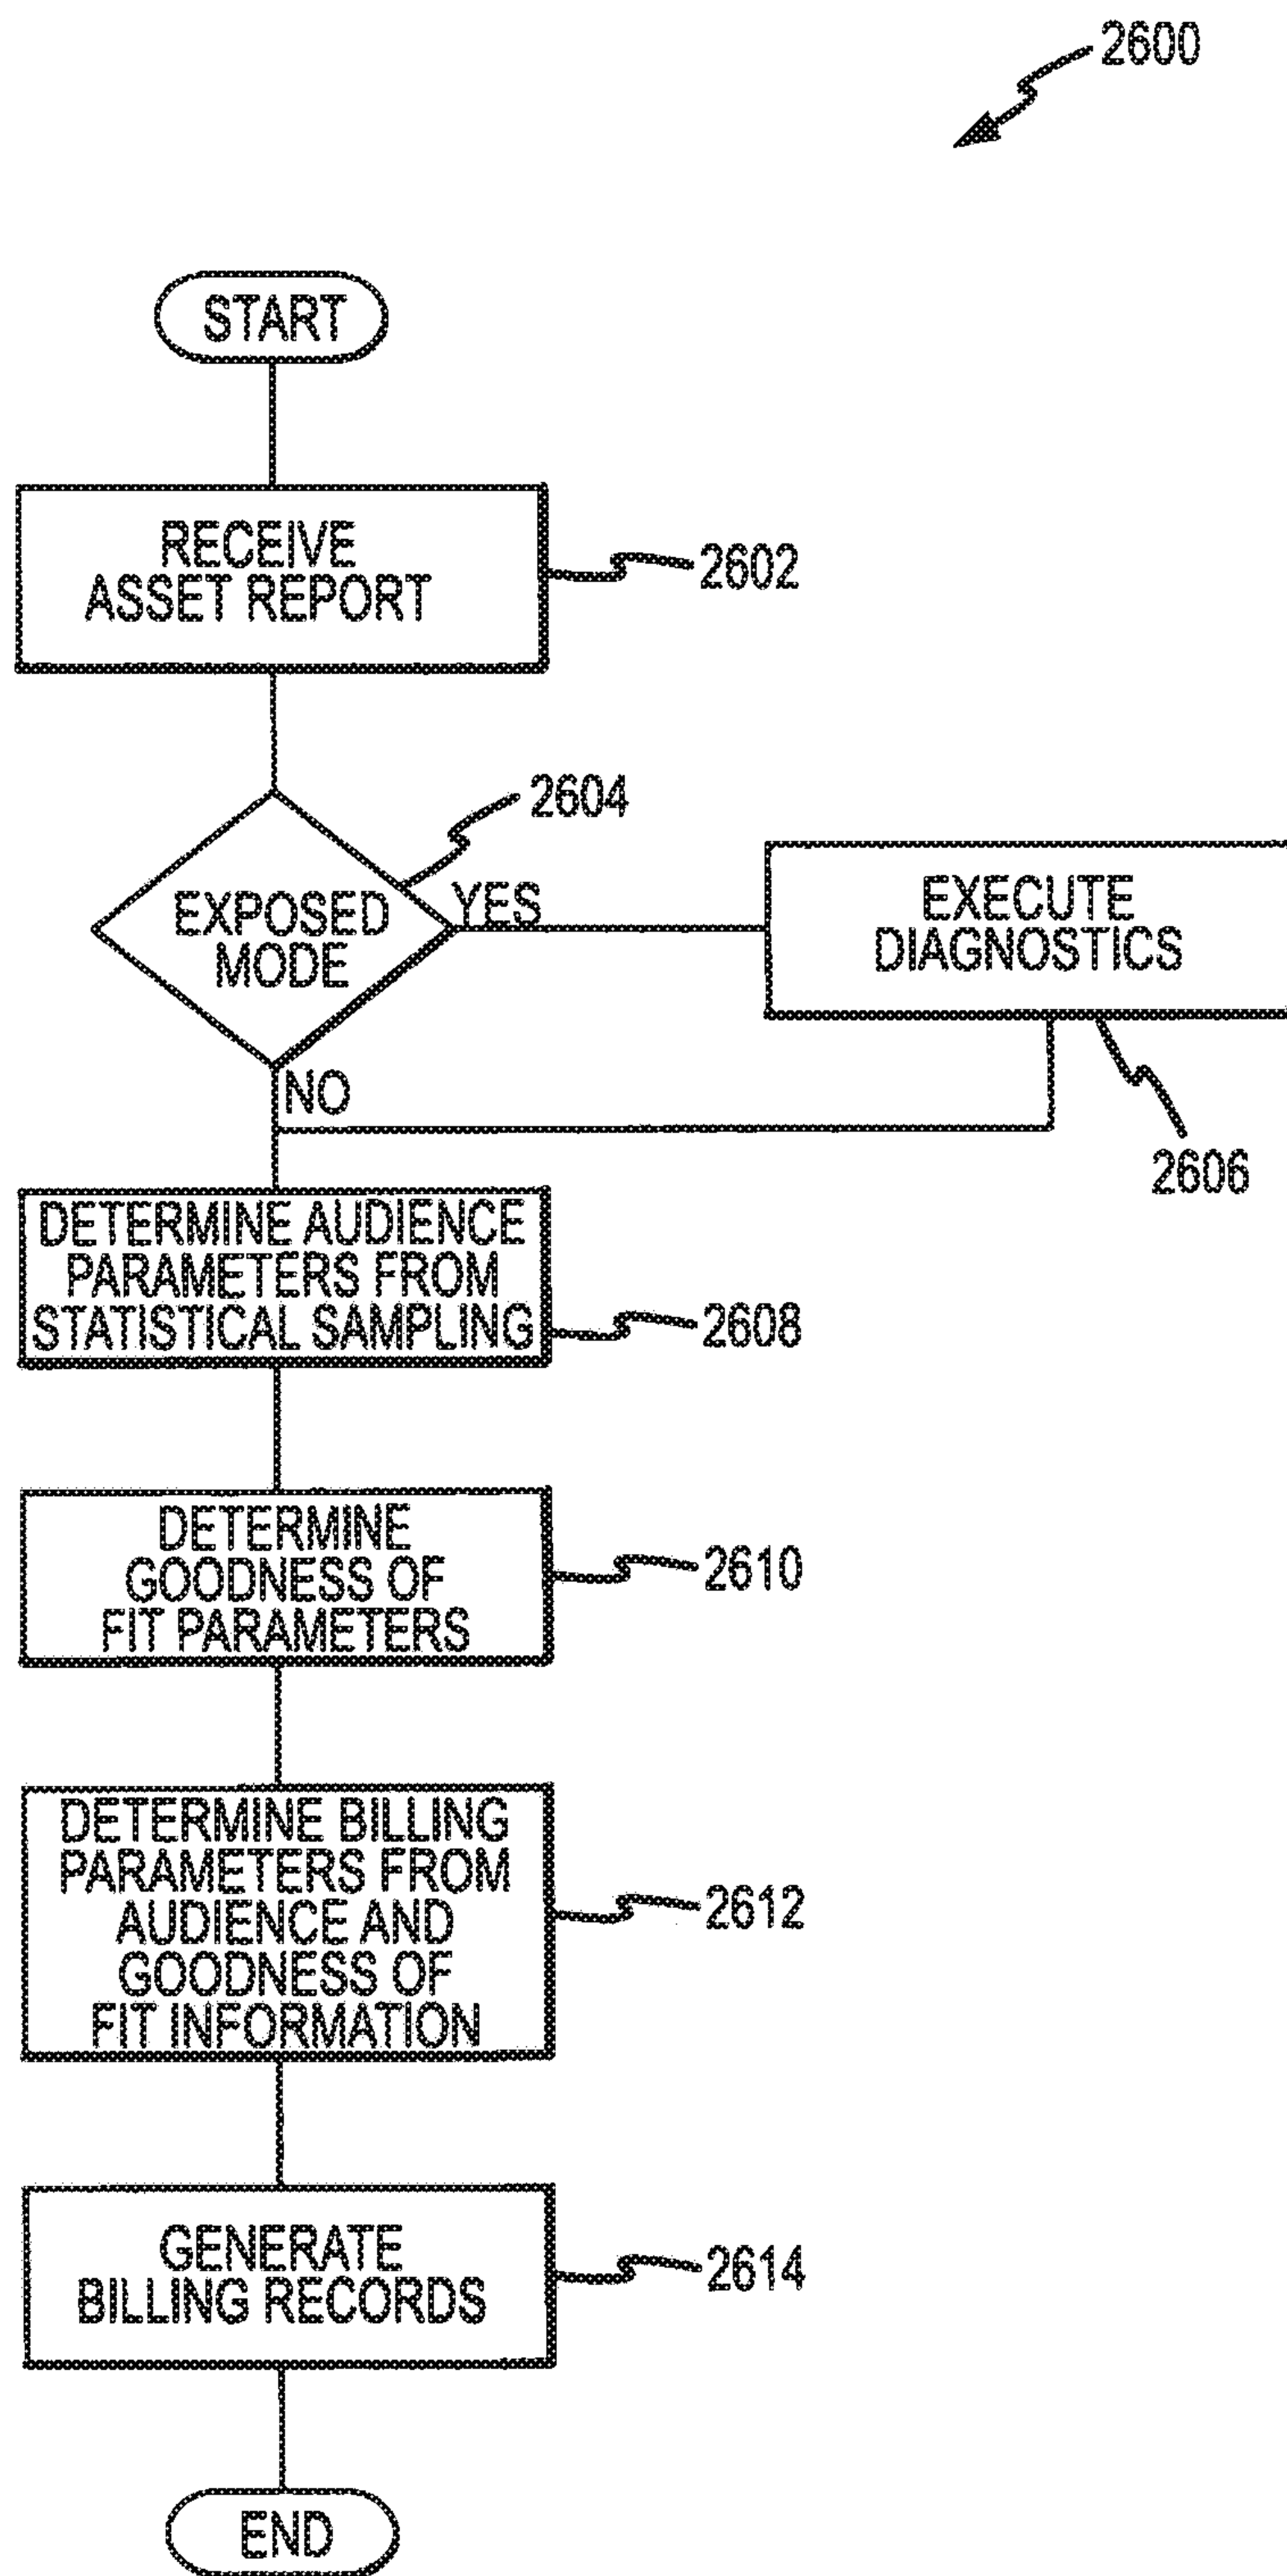 2600
START
RECEIVE
ASSET REPORT
2602
2604
EXPOSED
MODE
YES
EXECUTE
DIAGNOSTICS
NO
2606
DETERMINE AUDIENCE
PARAMETERS FROM
STATISTICAL SAMPLING
2608
DETERMINE
GOODNESS OF
FIT PARAMETERS
2610
DETERMINE BILLING
PARAMETERS FROM
AUDIENCE AND
GOODNESS OF
FIT INFORMATION
2612
GENERATE
BILLING RECORDS
2614
END